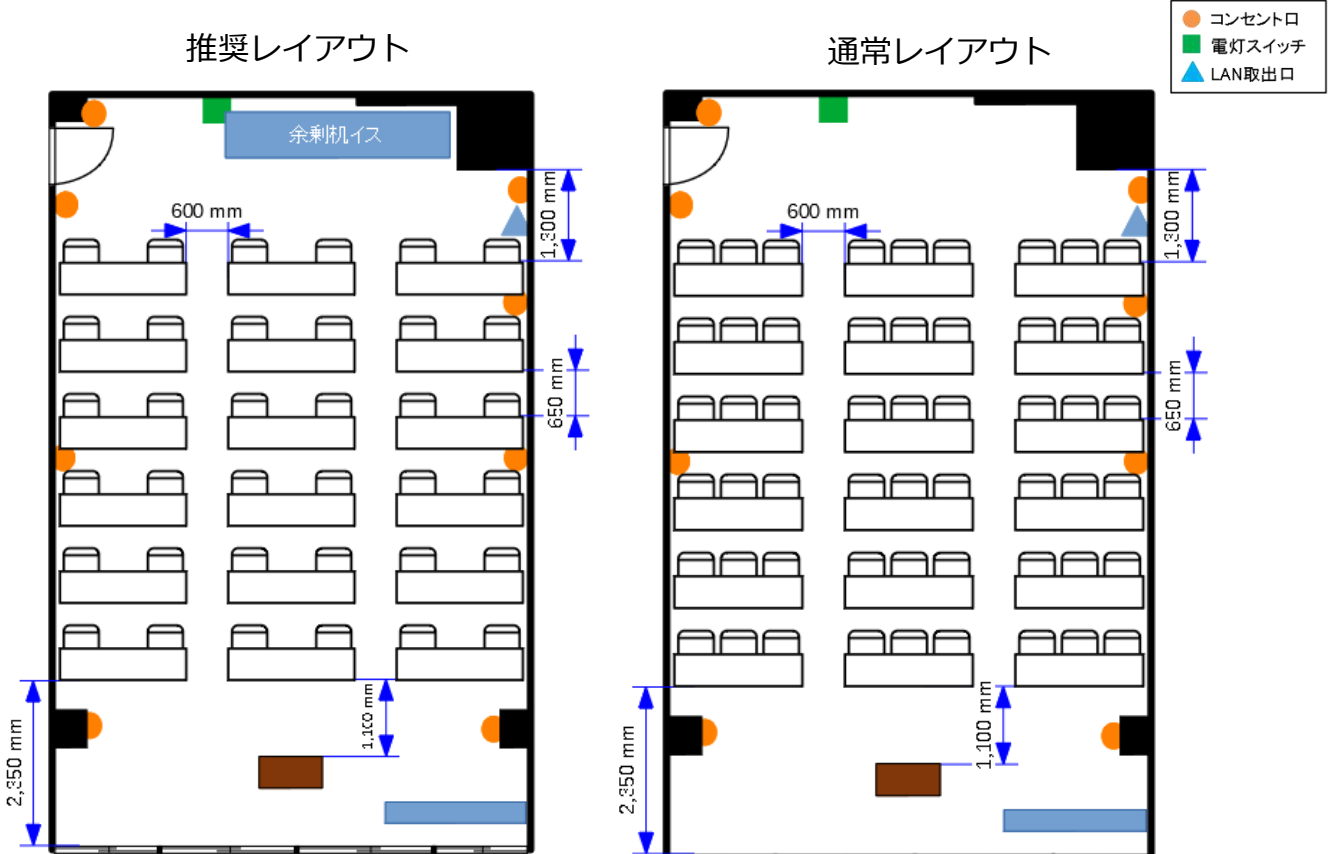 コンセント口
電灯スイッチ
LAN取出口
推奨レイアウト
通常レイアウト
余剰机イス
600 mm
1,300 mm
650 mm
1,100 mm
2,350 mm
600 mm
1,300 mm
650 mm
1,100 mm
2,350 mm